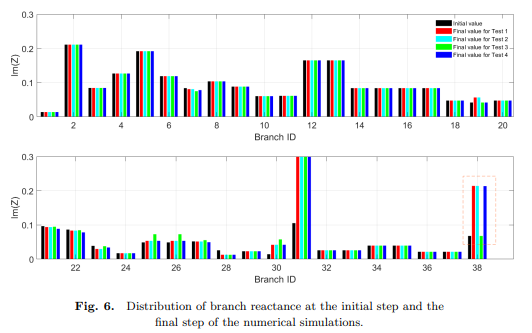 0.3
0.2
0.1
0
Im(Z)
Initial value
Final value for Test 1
Final value for Test 2
Final value for Test 3
Final value for Test 4
2 4 6 8 10 12 14 16 18 20
Branch ID
0.3
0.2
0.1
0
Im(Z)
22 24 26 28 30 32 34 36 38
Branch ID
Fig. 6. Distribution of branch reactance at the initial step and the
final step of the numerical simulations.